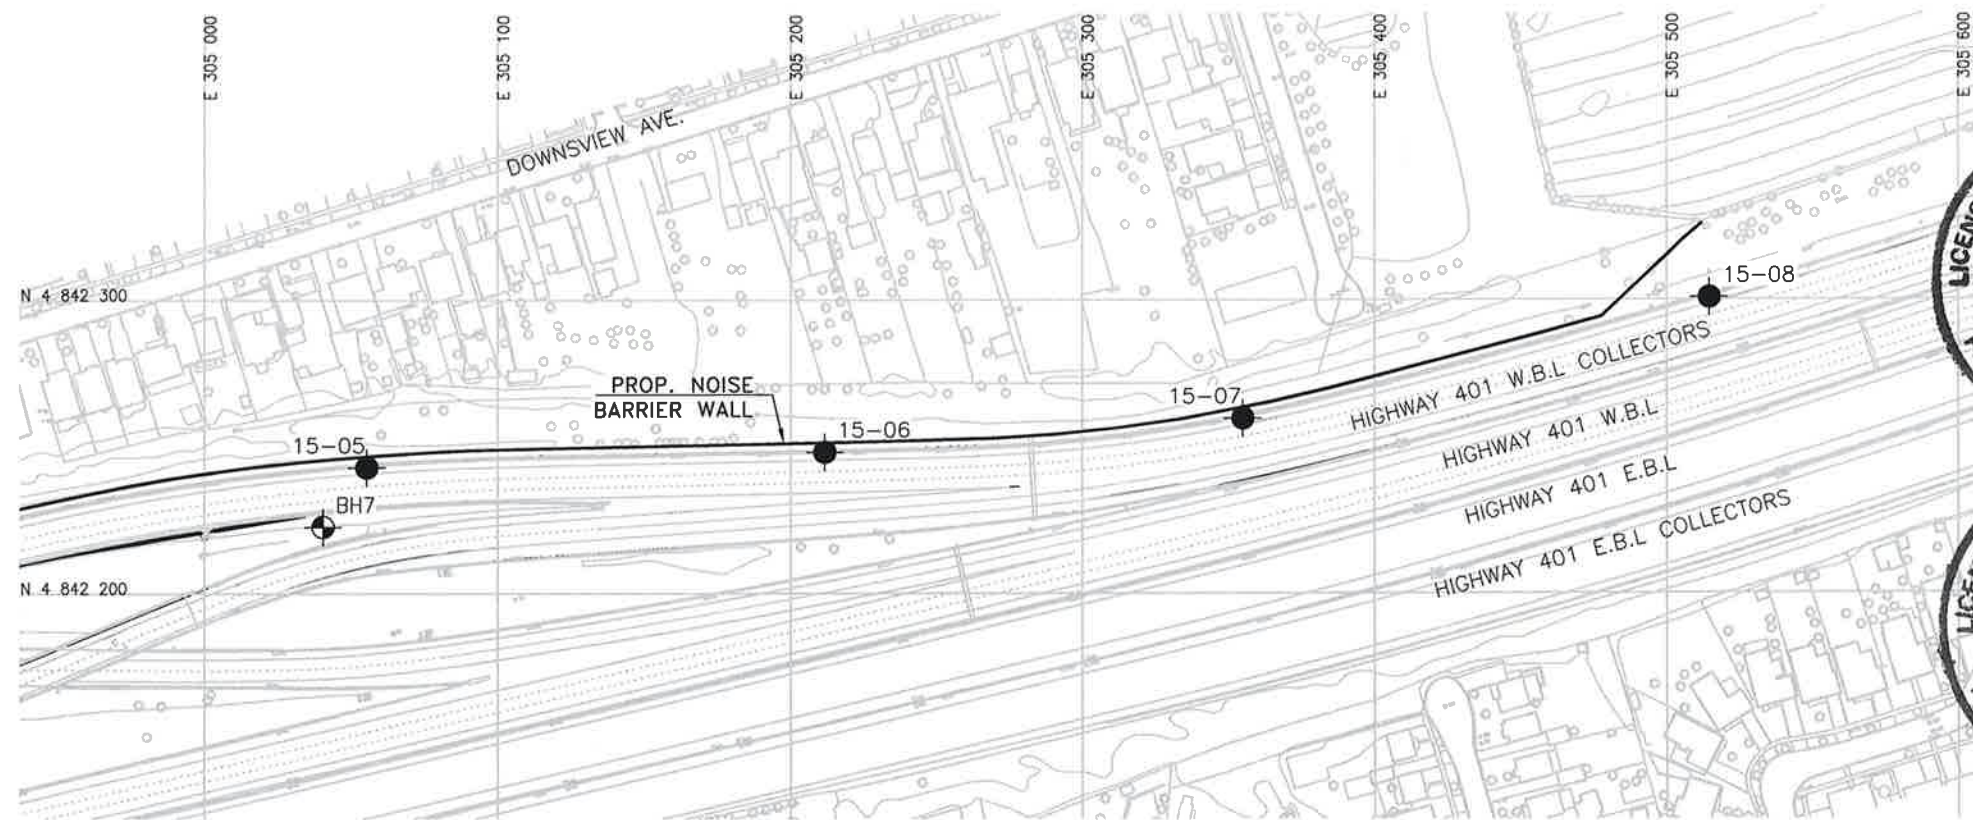 E 305 000
E 305 100
E 305 200
E 305 300
E 305 400
E 305 500
E 305 600
DOWNSVIEW AVE.
N 4 842 300
15-08
PROP. NOISE
BARRIER WALL
15-07
15-06
15-05
BH7
HIGHWAY 401 W.B.L COLLECTORS
HIGHWAY 401 W.B.L
HIGHWAY 401 E.B.L
HIGHWAY 401 E.B.L COLLECTORS
N 4 842 200